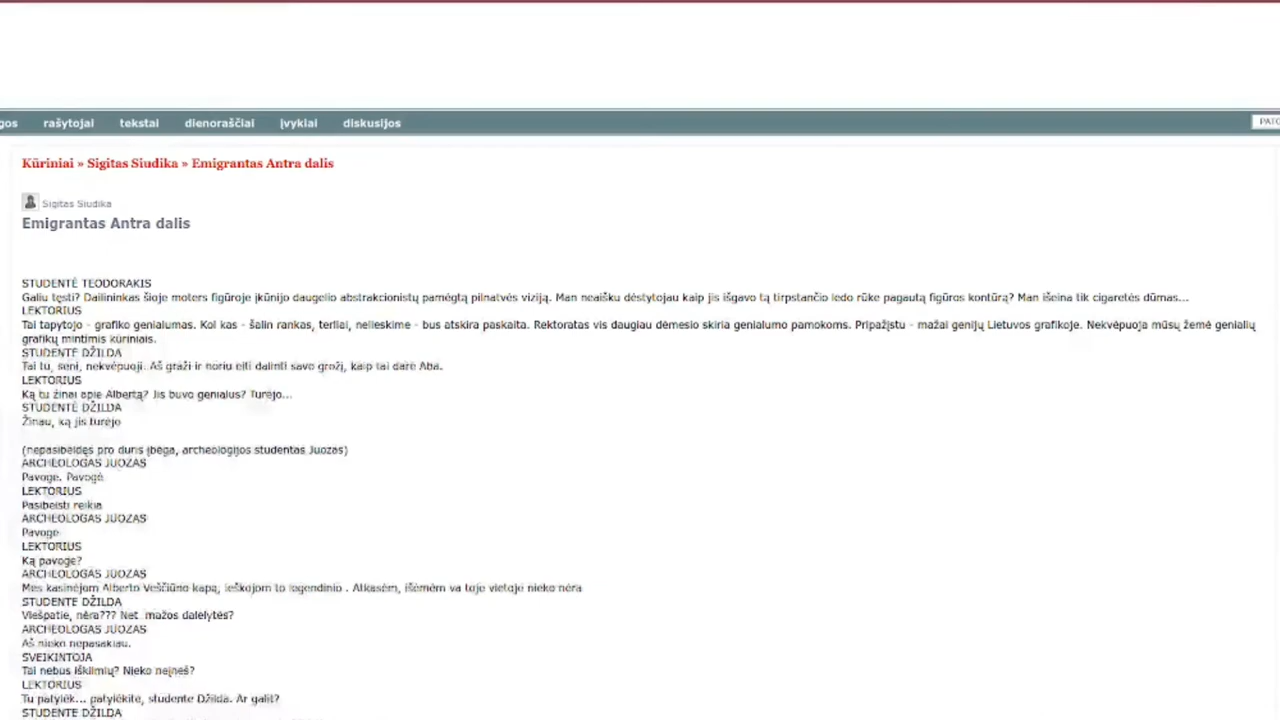 gos rašytojai tekstai dienoraščiai įvykiai diskusijos PATO
Kūriniai » Sigitas Siudika » Emigrantas Antra dalis
Sigitas Siudika
Emigrantas Antra dalis
STUDENTĖ TEODORAKIS
Galiu tęsti? Dailininkas šioje moters figūroje įkūnijo daugelio abstrakcionistų pamėgtą pilnatvės viziją. Man neaišku dėstytojau kaip jis išgavo tą tirpstančio ledo rūke pagautą figūros kontūrą? Man išeina tik cigaretės dūmas...
LEKTORIUS
Tai tapytojo - grafiko genialumas. Kol kas - šalin rankas, terliai, nelieskime - bus atskira paskaita. Rektoratas vis daugiau dėmesio skiria genialumo pamokoms. Pripažįstu - mažai genijų Lietuvos grafikoje. Nekvėpuoja mūsų žemė genialių
grafikų mintimis kūriniais.
STUDENTĖ DŽILDA
Tai tu, seni, nekvėpuoji. Aš graži ir noriu eiti dalinti savo grožį, kaip tai darė Aba.
LEKTORIUS
Ką tu žinai apie Albertą? Jis buvo genialus? Turėjo...
STUDENTĖ DŽILDA
Žinau, ką jis turėjo
(nepasibeldęs pro duris įbėga, archeologijos studentas Juozas)
ARCHEOLOGAS JUOZAS
Pavogė. Pavogė
LEKTORIUS
Pasibelsti reikia
ARCHEOLOGAS JUOZAS
Pavogė
LEKTORIUS
Ką pavogė?
ARCHEOLOGAS JUOZAS
Mes kasinėjom Alberto Veščiūno kapą, ieškojom to legendinio . Atkasėm, išėmėm va toje vietoje nieko nėra
STUDENTĖ DŽILDA
Viešpatie, nėra??? Net mažos dalelytės?
ARCHEOLOGAS JUOZAS
Aš nieko nepasakiau.
SVEIKINTOJA
Tai nebus iškilmių? Nieko neįneš?
LEKTORIUS
Tu patylėk... patylėkite, studente Džilda. Ar galit?
STUDENTĖ DŽILDA